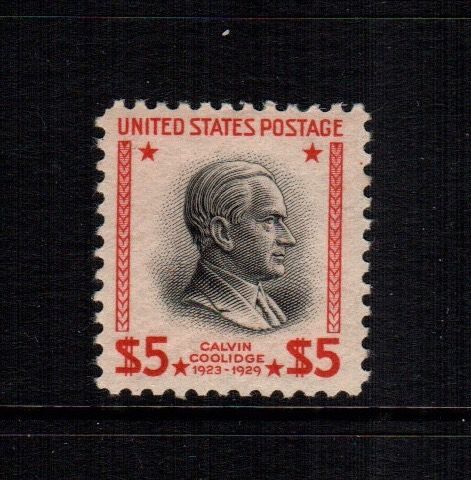 UNITED STATES POSTAGE
$5 CALVIN COOLIDGE 1923-1929 $5